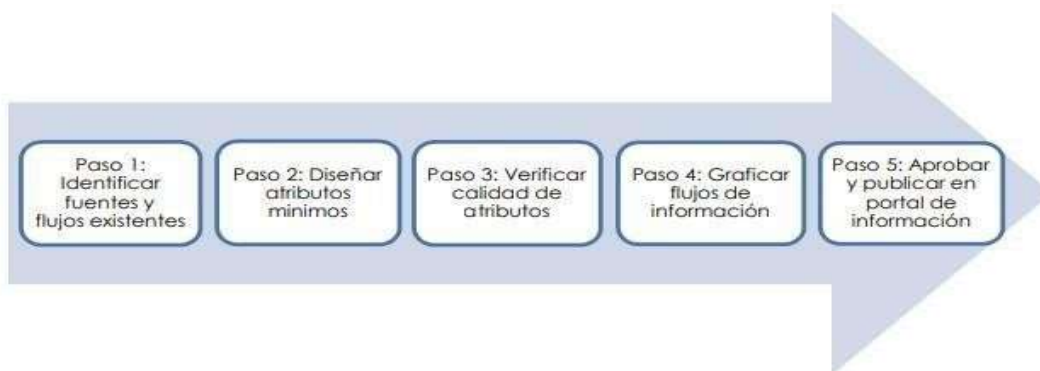 Paso 1:
Identificar
fuentes y
flujos existentes
Paso 2: Diseñar
atributos
minimos
Paso 3: Verificar
calidad de
atributos
Paso 4: Graficar
flujos de
información
Paso 5: Aprobar
y publicar en
portal de
información